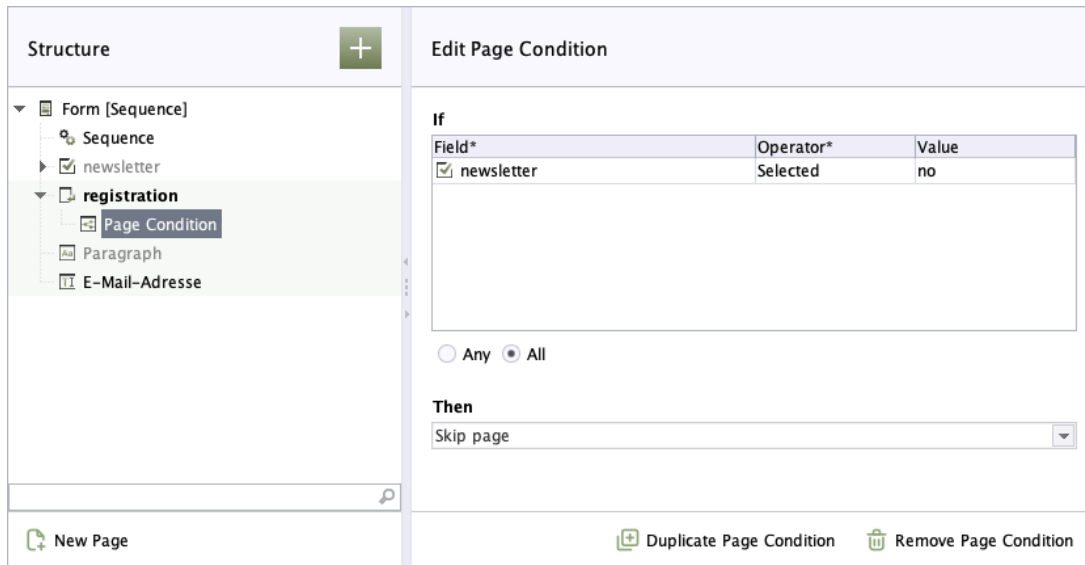 Structure
Edit Page Condition
Form [Sequence]
Sequence
newsletter
registration
Page Condition
Paragraph
E-Mail-Adresse
New Page
If
Field* Operator* Value
newsletter Selected no
Any All
Then
Skip page
Duplicate Page Condition Remove Page Condition